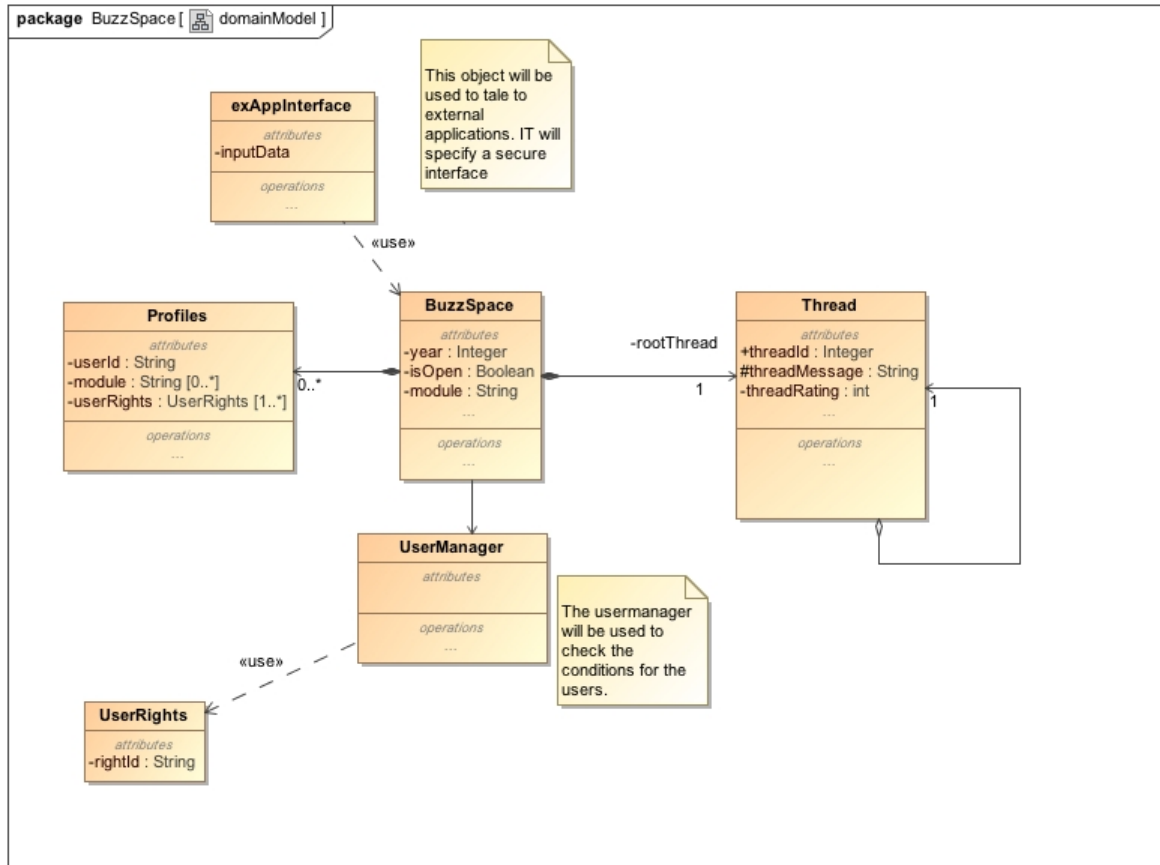 package BuzzSpace [ domainModel ]
This object will be
used to tale to
external
applications. IT will
specify a secure
interface
exAppInterface
attributes
-inputData
operations
...
«use»
Profiles
attributes
-userId : String
-module : String [0..*]
-userRights : UserRights [1..*]
operations
...
0..*
BuzzSpace
attributes
-year : Integer
-isOpen : Boolean
-module : String
...
operations
...
-rootThread
1
Thread
attributes
+threadId : Integer
#threadMessage : String
-threadRating : int
...
operations
...
1
UserManager
attributes
operations
...
The usermanager
will be used to
check the
conditions for the
users.
«use»
UserRights
attributes
-rightId : String